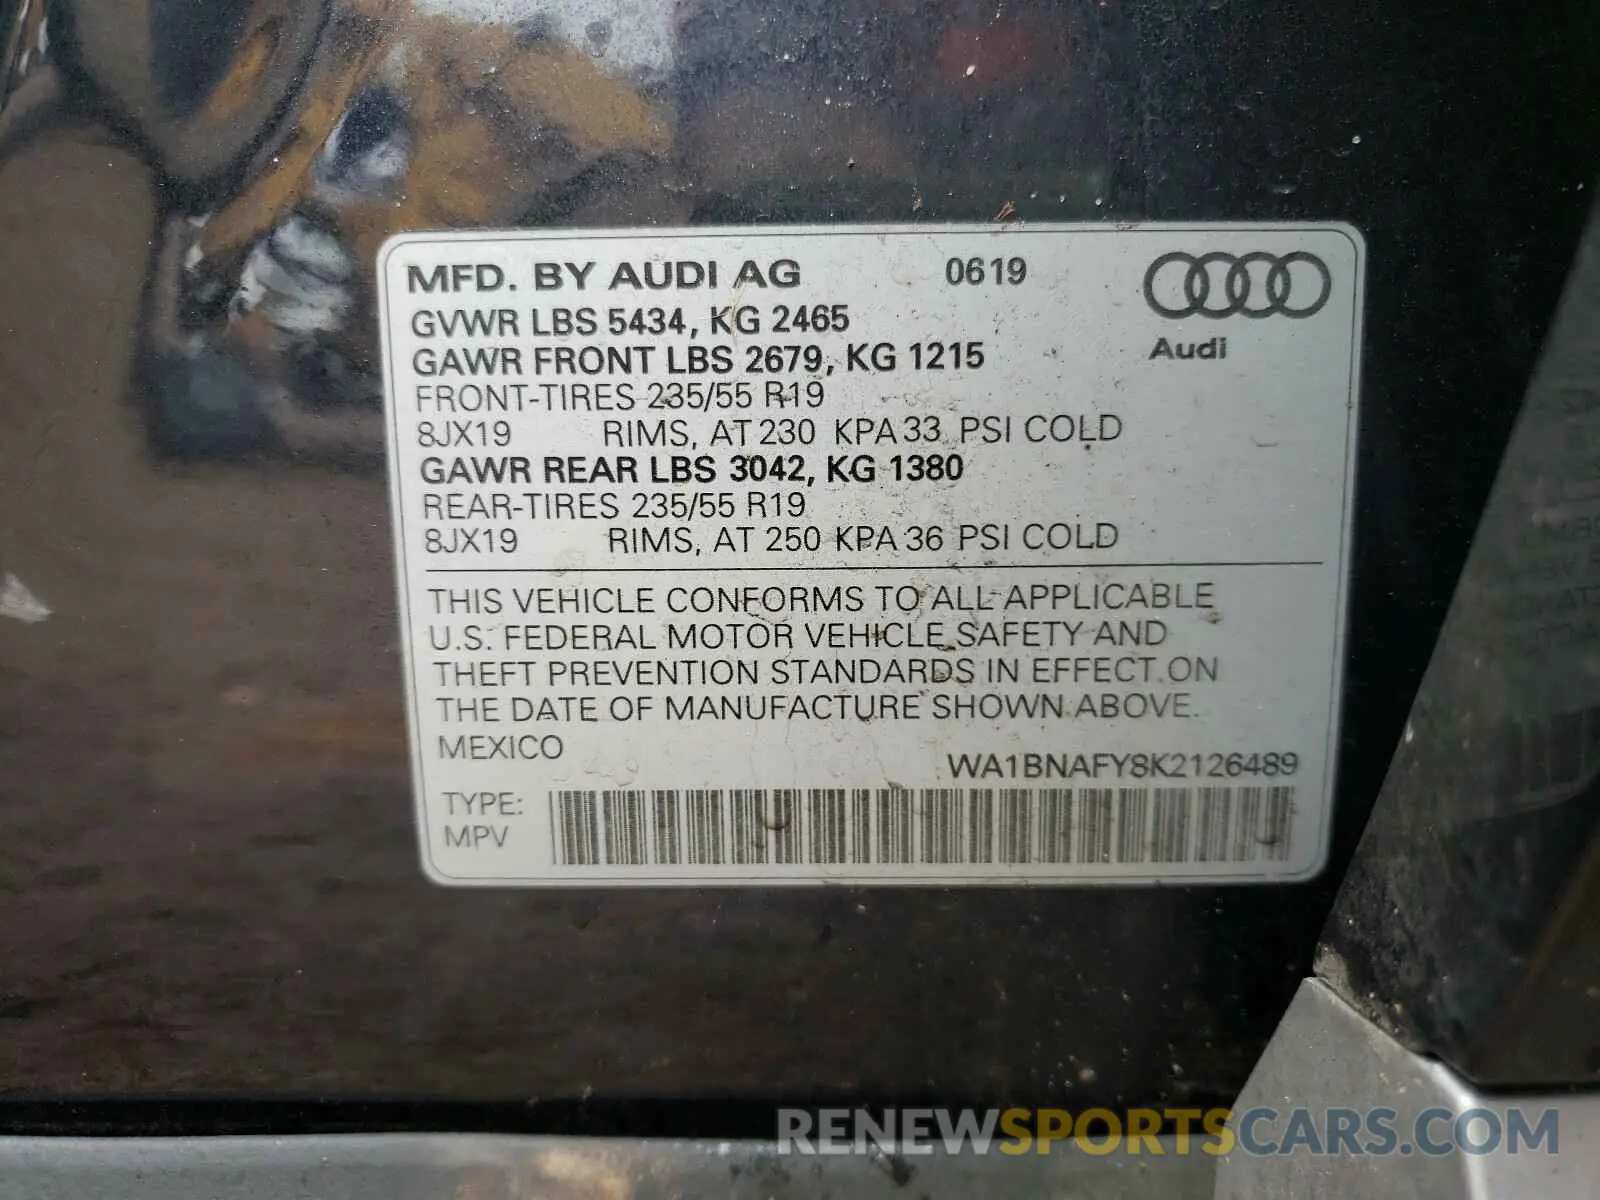 MFD. BY AUDI AG 0619
GVWR LBS 5434, KG 2465
GAWR FRONT LBS 2679, KG 1215
Audi
FRONT-TIRES 235/55 R19
8JX19 RIMS, AT 230 KPA 33 PSI COLD
GAWR REAR LBS 3042, KG 1380
REAR-TIRES 235/55 R19
8JX19 RIMS, AT 250 KPA 36 PSI COLD
THIS VEHICLE CONFORMS TO ALL APPLICABLE
U.S. FEDERAL MOTOR VEHICLE SAFETY AND
THEFT PREVENTION STANDARDS IN EFFECT ON
THE DATE OF MANUFACTURE SHOWN ABOVE.
MEXICO
WA1BNAFY8K2126489
TYPE:
MPV
RENEWSPORTSCARS.COM